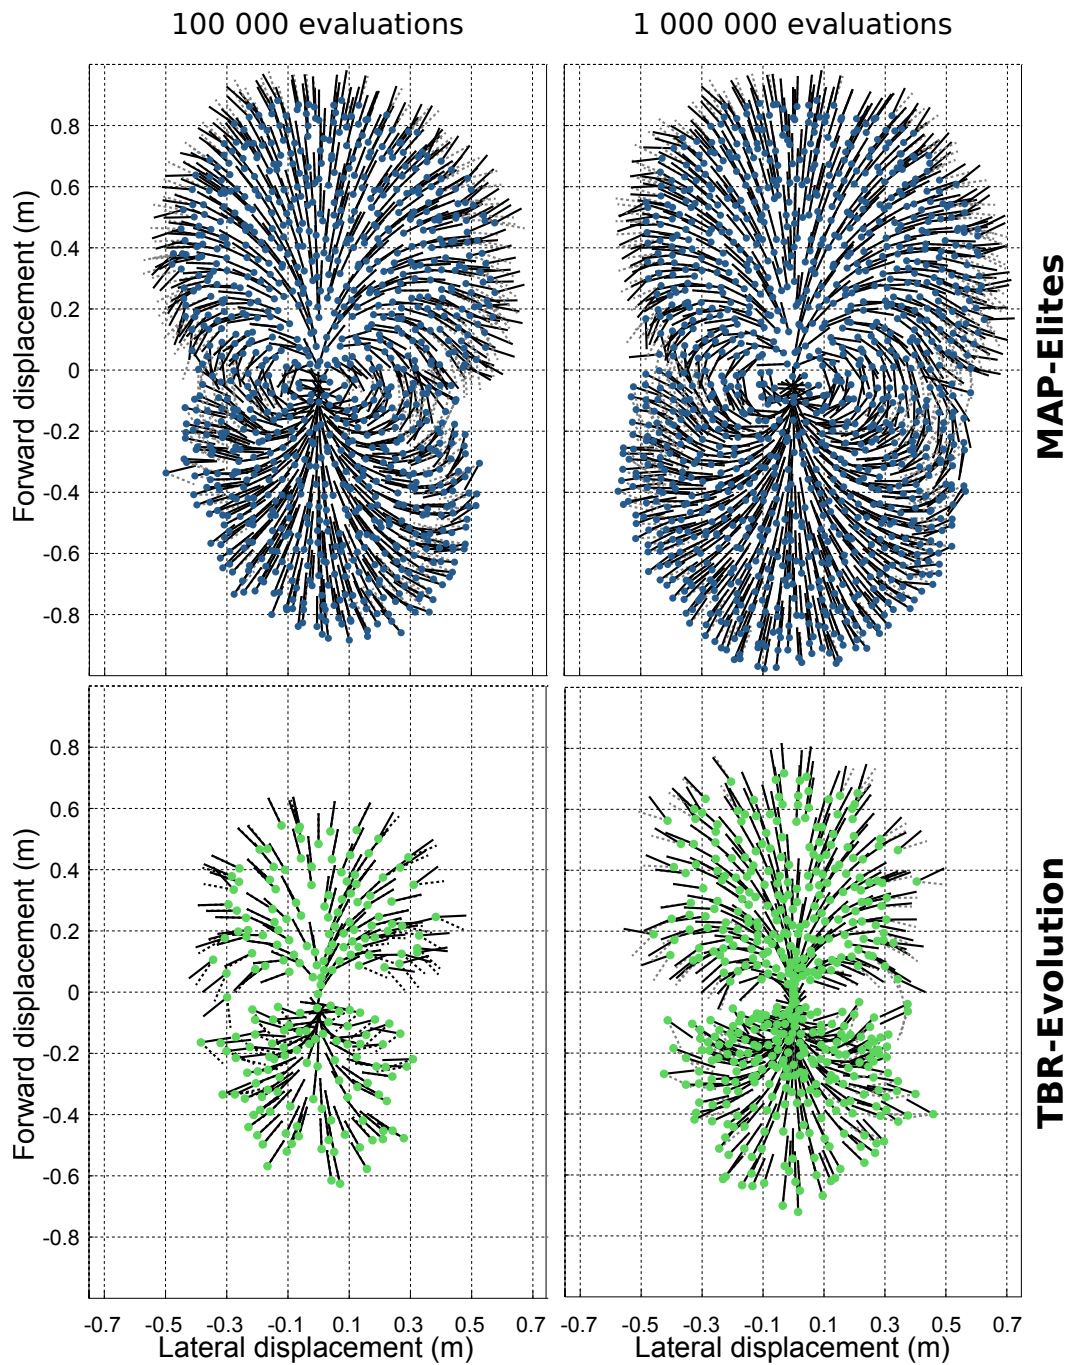 100 000 evaluations
1 000 000 evaluations
0.8
0.6
0.4
0.2
0
-0.2
-0.4
-0.6
-0.8
Forward displacement (m)
MAP-Elites
0.8
0.6
0.4
0.2
0
-0.2
-0.4
-0.6
-0.8
Forward displacement (m)
TBR-Evolution
-0.7 -0.5 -0.3 -0.1 0.1 0.3 0.5 0.7
-0.7 -0.5 -0.3 -0.1 0.1 0.3 0.5 0.7
Lateral displacement (m)
Lateral displacement (m)